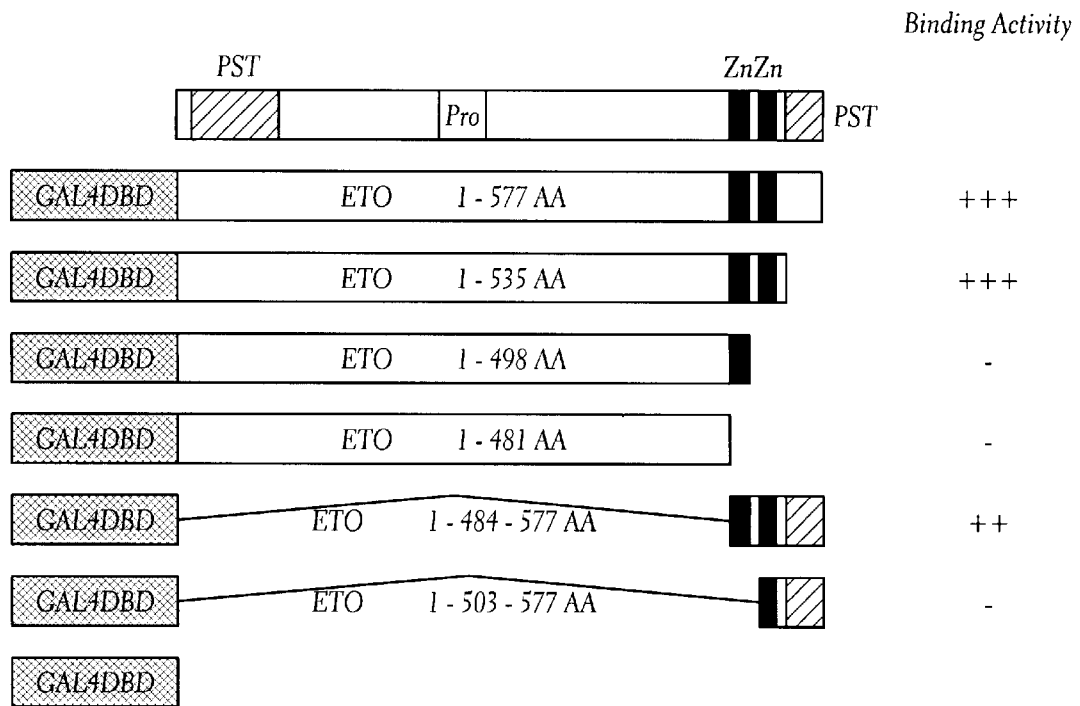 Binding Activity
PST ZnZn
Pro PST
GAL4DBD ETO 1 - 577 AA +++
GAL4DBD ETO 1 - 535 AA +++
GAL4DBD ETO 1 - 498 AA -
GAL4DBD ETO 1 - 481 AA -
GAL4DBD ETO 1 - 484 - 577 AA ++
GAL4DBD ETO 1 - 503 - 577 AA -
GAL4DBD